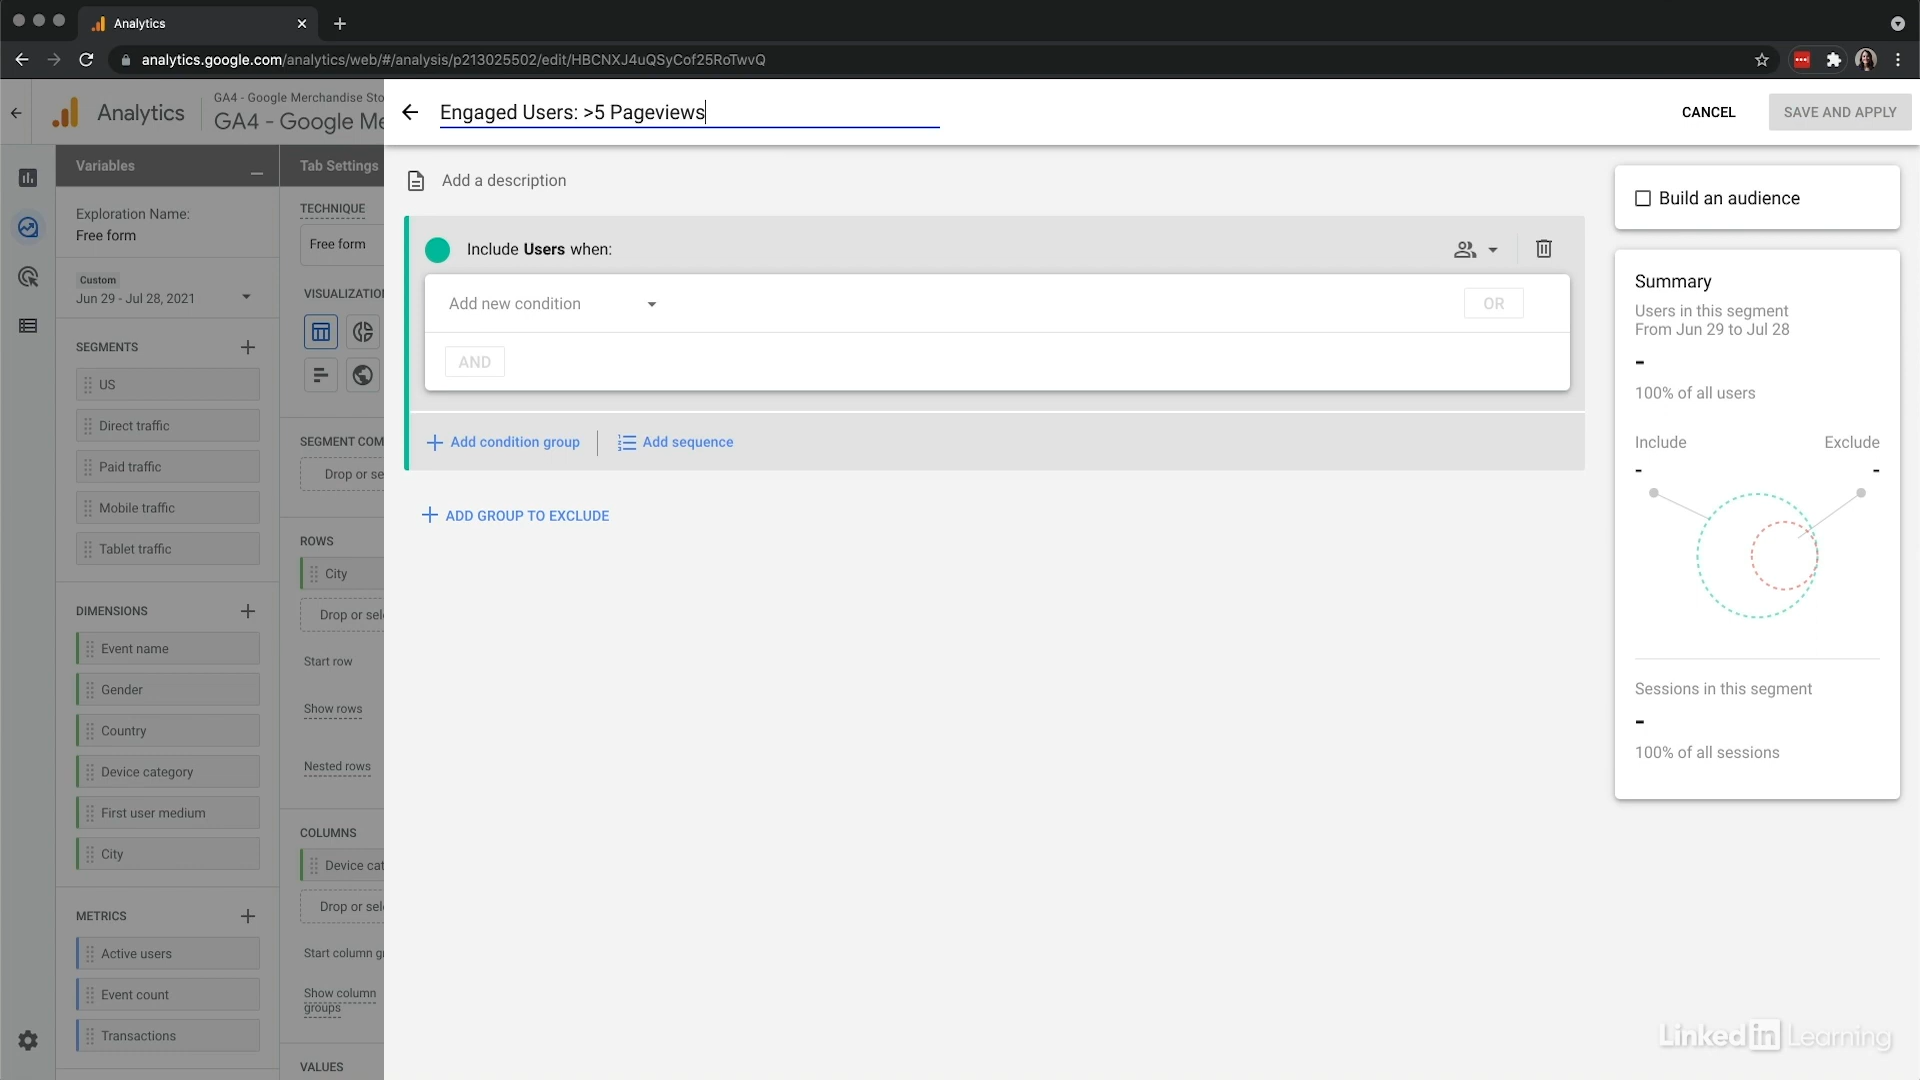 Analytics
analytics.google.com/analytics/web/#/analysis/p213025502/edit/HBCNXJ4uQSyCof25RoTwvQ
Analytics
GA4 - Google Merchandise Sto
GA4 - Google Me
Engaged Users: >5 Pageviews
CANCEL
SAVE AND APPLY
Variables
Exploration Name:
Free form
Custom
Jun 29 - Jul 28, 2021
SEGMENTS
US
Direct traffic
Paid traffic
Mobile traffic
Tablet traffic
DIMENSIONS
Event name
Gender
Country
Device category
First user medium
City
METRICS
Active users
Event count
Transactions
Tab Settings
TECHNIQUE
Free form
VISUALIZATION
SEGMENT COM
Drop or se
ROWS
City
Drop or sel
Start row
Show rows
Nested rows
COLUMNS
Device cat
Drop or sel
Start column gr
Show column
groups
VALUES
Add a description
Include Users when:
Add new condition
OR
AND
Add condition group
Add sequence
ADD GROUP TO EXCLUDE
Build an audience
Summary
Users in this segment
From Jun 29 to Jul 28
-
100% of all users
Include Exclude
- -
Sessions in this segment
-
100% of all sessions
LinkedIn Learning